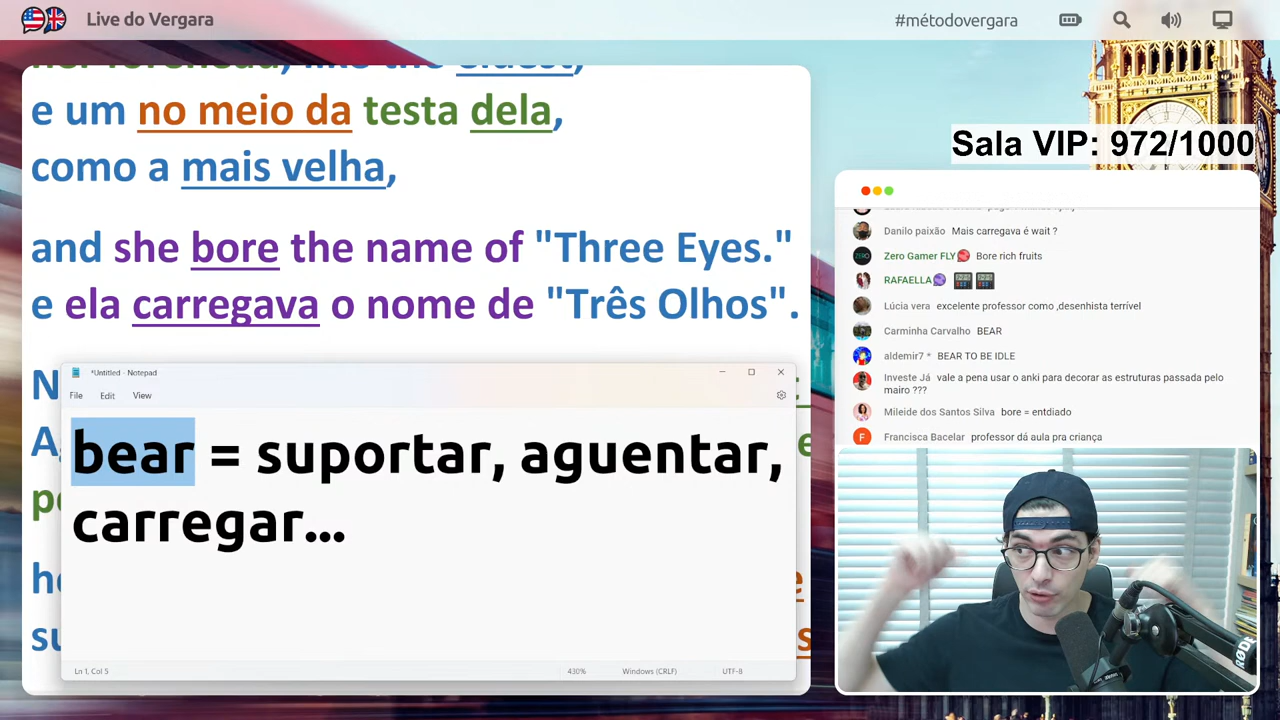 Live do Vergara
#métodovergara
e um no meio da testa dela,
como a mais velha,
and she bore the name of "Three Eyes."
e ela carregava o nome de "Três Olhos".
Sala VIP: 972/1000
Danilo paixão Mais carregava é wait ?
Zero Gamer FLY Bore rich fruits
RAFAELLA
Lúcia vera excelente professor como ,desenhista terrível
Carminha Carvalho BEAR
aldemir7 * BEAR TO BE IDLE
Investe Já vale a pena usar o anki para decorar as estruturas passada pelo
mairo ???
Mileide dos Santos Silva bore = entdiado
Francisca Bacelar professor dá aula pra criança
*Untitled - Notepad
File Edit View
bear = suportar, aguentar,
carregar...
Ln 1, Col 5 430% Windows (CRLF) UTF-8
RODE